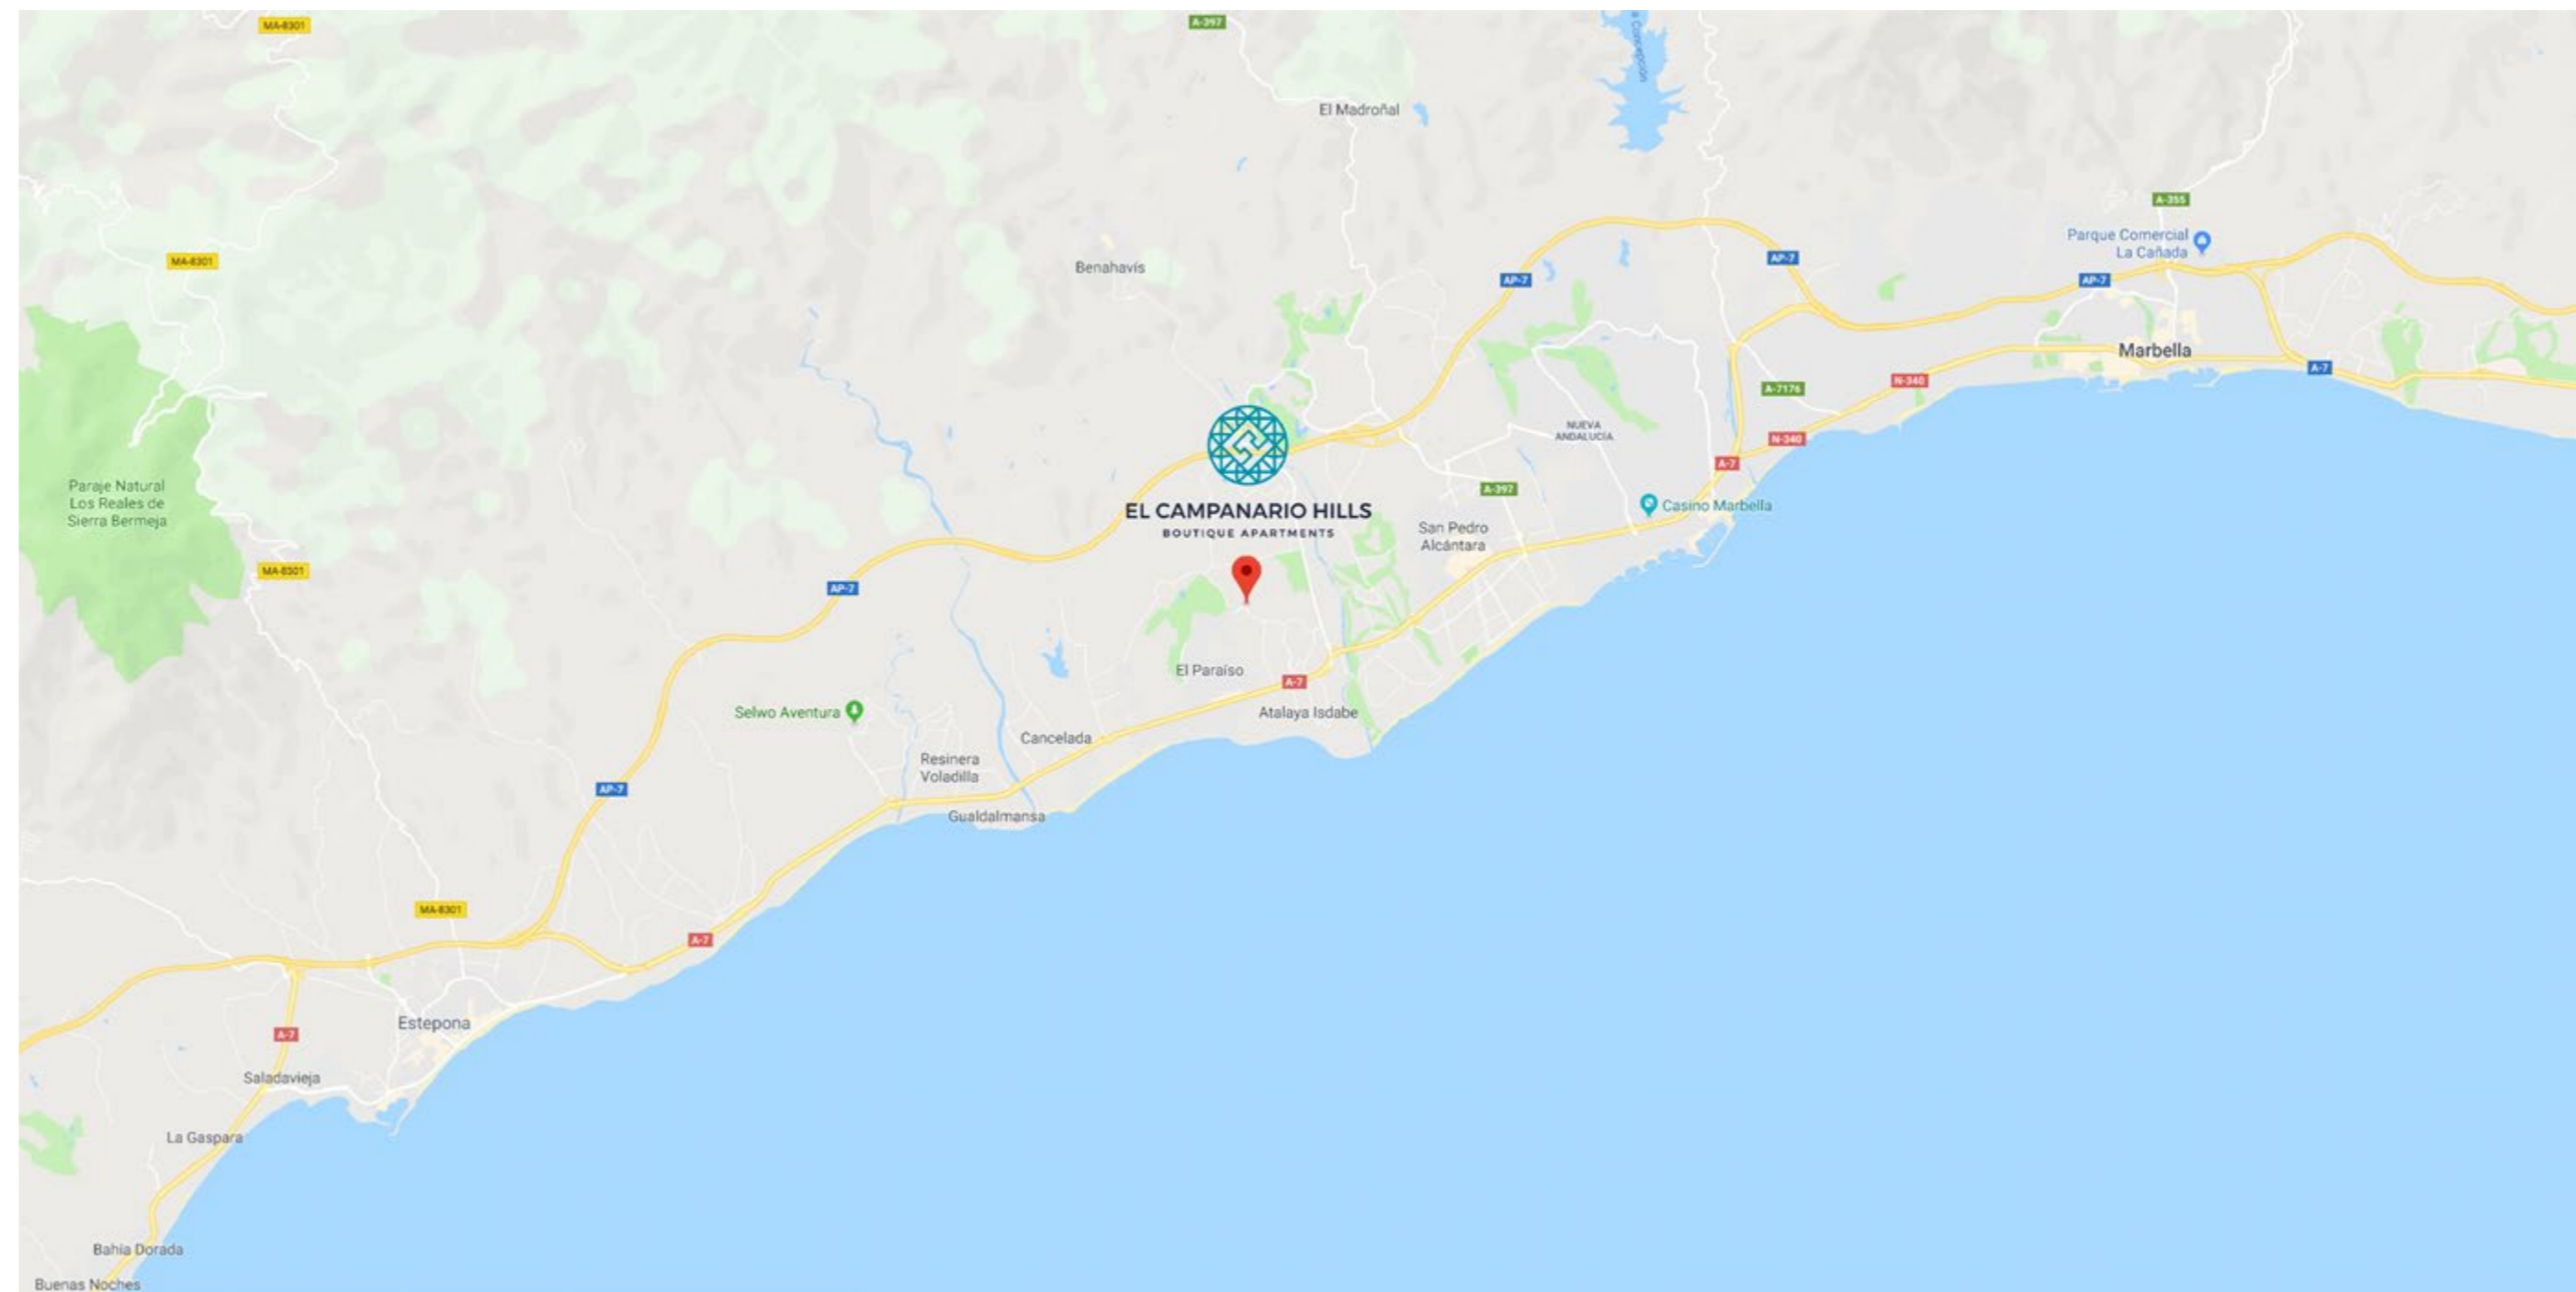 MA-8301
A-397
a Concepción
El Madroñal
A-355
Parque Comercial
La Cañada
MA-8301
Benahavís
AP-7
AP-7
AP-7
Marbella
A-7
A-7176
N-340
NUEVA
ANDALUCÍA
N-340
A-7
Paraje Natural
Los Reales de
Sierra Bermeja
A-397
Casino Marbella
EL CAMPANARIO HILLS
BOUTIQUE APARTMENTS
San Pedro
Alcántara
MA-8301
AP-7
El Paraíso
A-7
Selwo Aventura
Atalaya Isdabe
Cancelada
Resinera
Voladilla
AP-7
Gualdalmansa
MA-8301
A-7
Estepona
A-7
Saladavieja
La Gaspara
Bahía Dorada
Buenas Noches